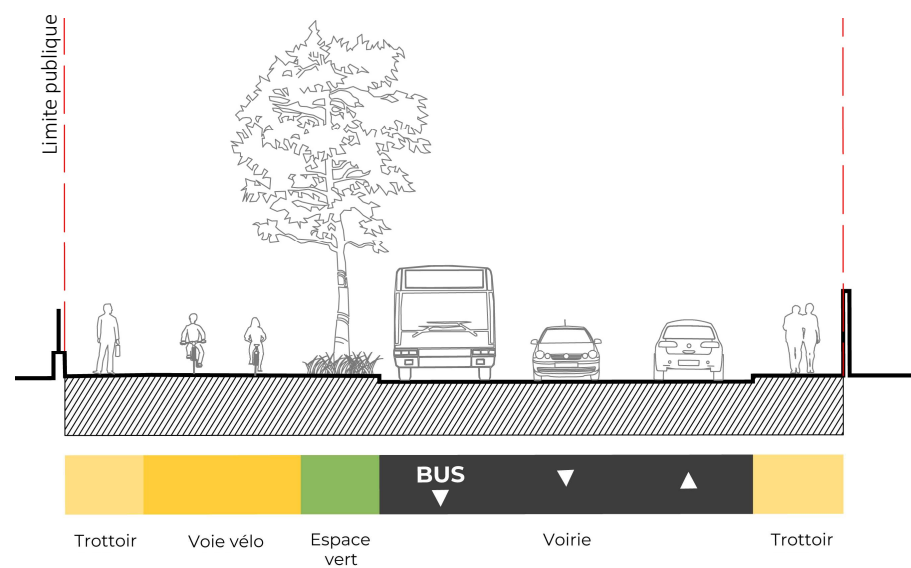 Limite publique
BUS
Trottoir
Voie vélo
Espace
vert
Voirie
Trottoir